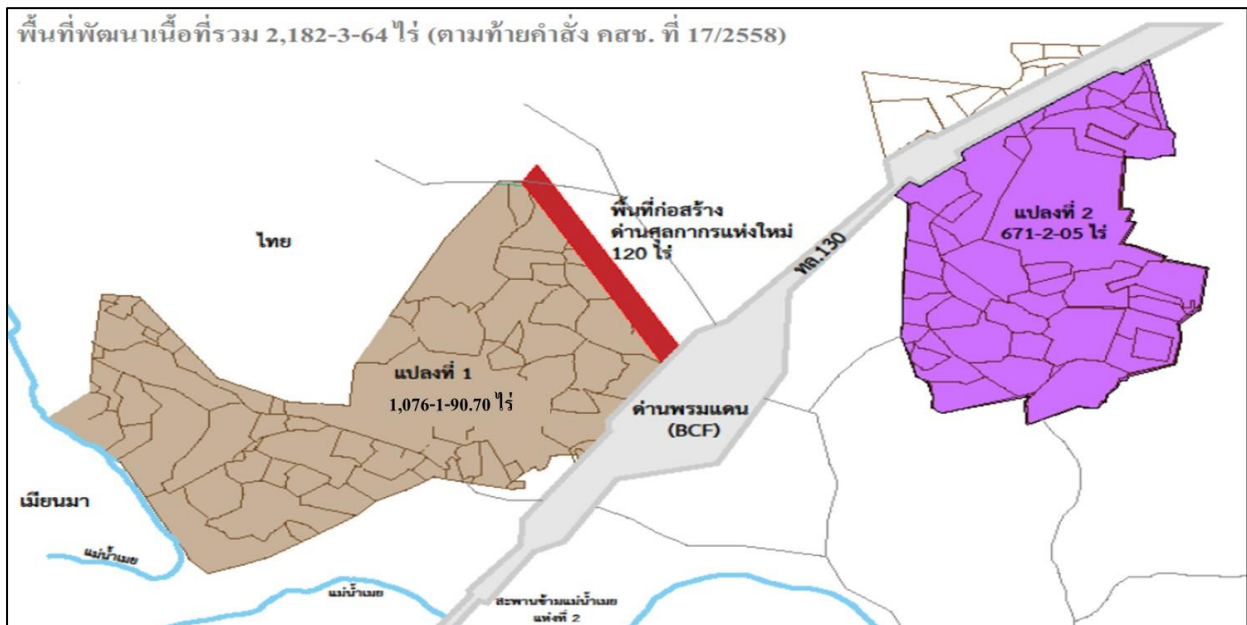 พื้นที่พัฒนาเนื้อที่รวม 2,182-3-64 ไร่ (ตามท้ายคำสั่ง คสช. ที่ 17/2558)
พื้นที่ก่อสร้าง
ด่านศุลกากรแห่งใหม่
120 ไร่
ไทย
ทล.130
แปลงที่ 2
671-2-05 ไร่
แปลงที่ 1
1,076-1-90.70 ไร่
ด่านพรมแดน
(BCF)
เมียนมา
แม่น้ำเมย
แม่น้ำเมย
สะพานข้ามแม่น้ำเมย
แห่งที่ 2